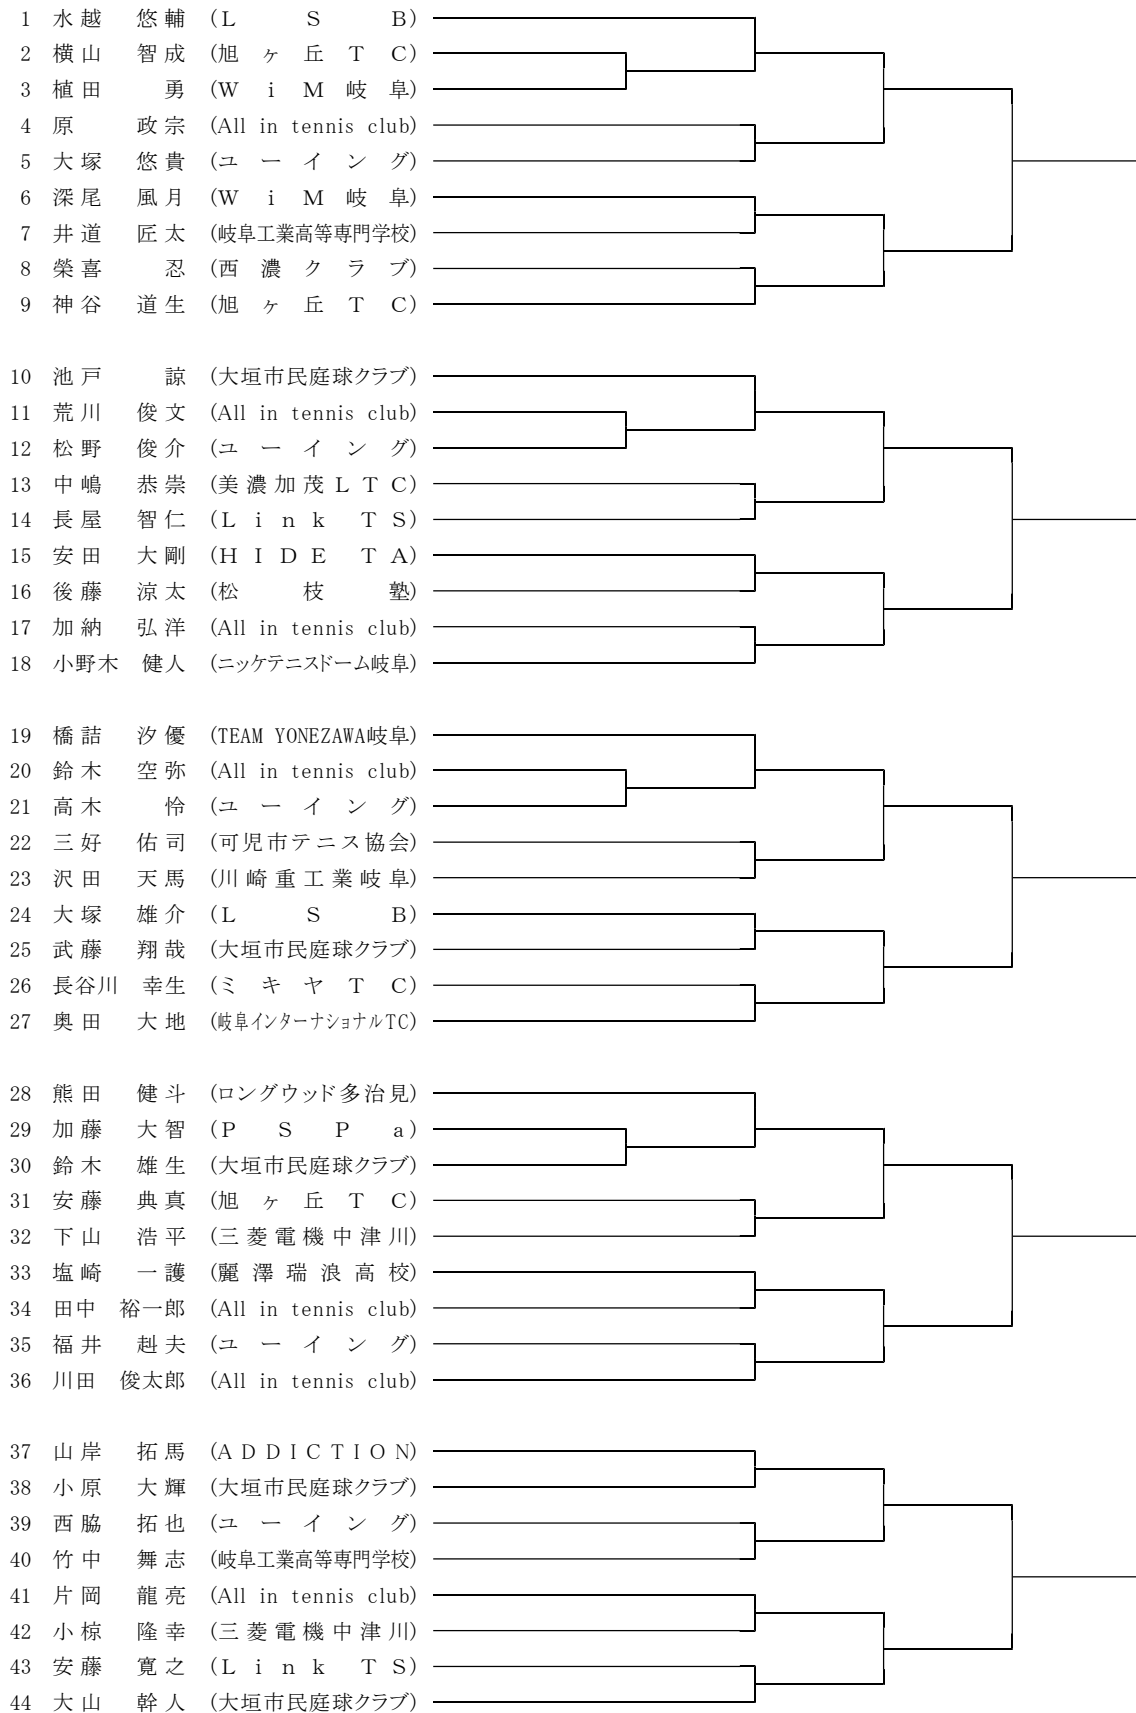 1 水越 悠輔 (LSB)
2 横山 智成 (旭ヶ丘TC)
3 植田 勇 (WiM岐阜)
4 原 政宗 (All in tennis club)
5 大塚 悠貴 (ユーイング)
6 深尾 風月 (WiM岐阜)
7 井道 匠太 (岐阜工業高等専門学校)
8 榮喜 忍 (西濃クラブ)
9 神谷 道生 (旭ヶ丘TC)
10 池戸 諒 (大垣市民庭球クラブ)
11 荒川 俊文 (All in tennis club)
12 松野 俊介 (ユーイング)
13 中嶋 恭崇 (美濃加茂LTC)
14 長屋 智仁 (Link TS)
15 安田 大剛 (HIDE TA)
16 後藤 涼太 (松枝塾)
17 加納 弘洋 (All in tennis club)
18 小野木 健人 (ニッケテニスドーム岐阜)
19 橋詰 汐優 (TEAM YONEZAWA岐阜)
20 鈴木 空弥 (All in tennis club)
21 高木 怜 (ユーイング)
22 三好 佑司 (可児市テニス協会)
23 沢田 天馬 (川崎重工業岐阜)
24 大塚 雄介 (LSB)
25 武藤 翔哉 (大垣市民庭球クラブ)
26 長谷川 幸生 (ミキヤTC)
27 奥田 大地 (岐阜インターナショナルTC)
28 熊田 健斗 (ロングウッド多治見)
29 加藤 大智 (PSPa)
30 鈴木 雄生 (大垣市民庭球クラブ)
31 安藤 典真 (旭ヶ丘TC)
32 下山 浩平 (三菱電機中津川)
33 塩崎 一護 (麗澤瑞浪高校)
34 田中 裕一郎 (All in tennis club)
35 福井 赳夫 (ユーイング)
36 川田 俊太郎 (All in tennis club)
37 山岸 拓馬 (ADDICTION)
38 小原 大輝 (大垣市民庭球クラブ)
39 西脇 拓也 (ユーイング)
40 竹中 舞志 (岐阜工業高等専門学校)
41 片岡 龍亮 (All in tennis club)
42 小椋 隆幸 (三菱電機中津川)
43 安藤 寛之 (Link TS)
44 大山 幹人 (大垣市民庭球クラブ)